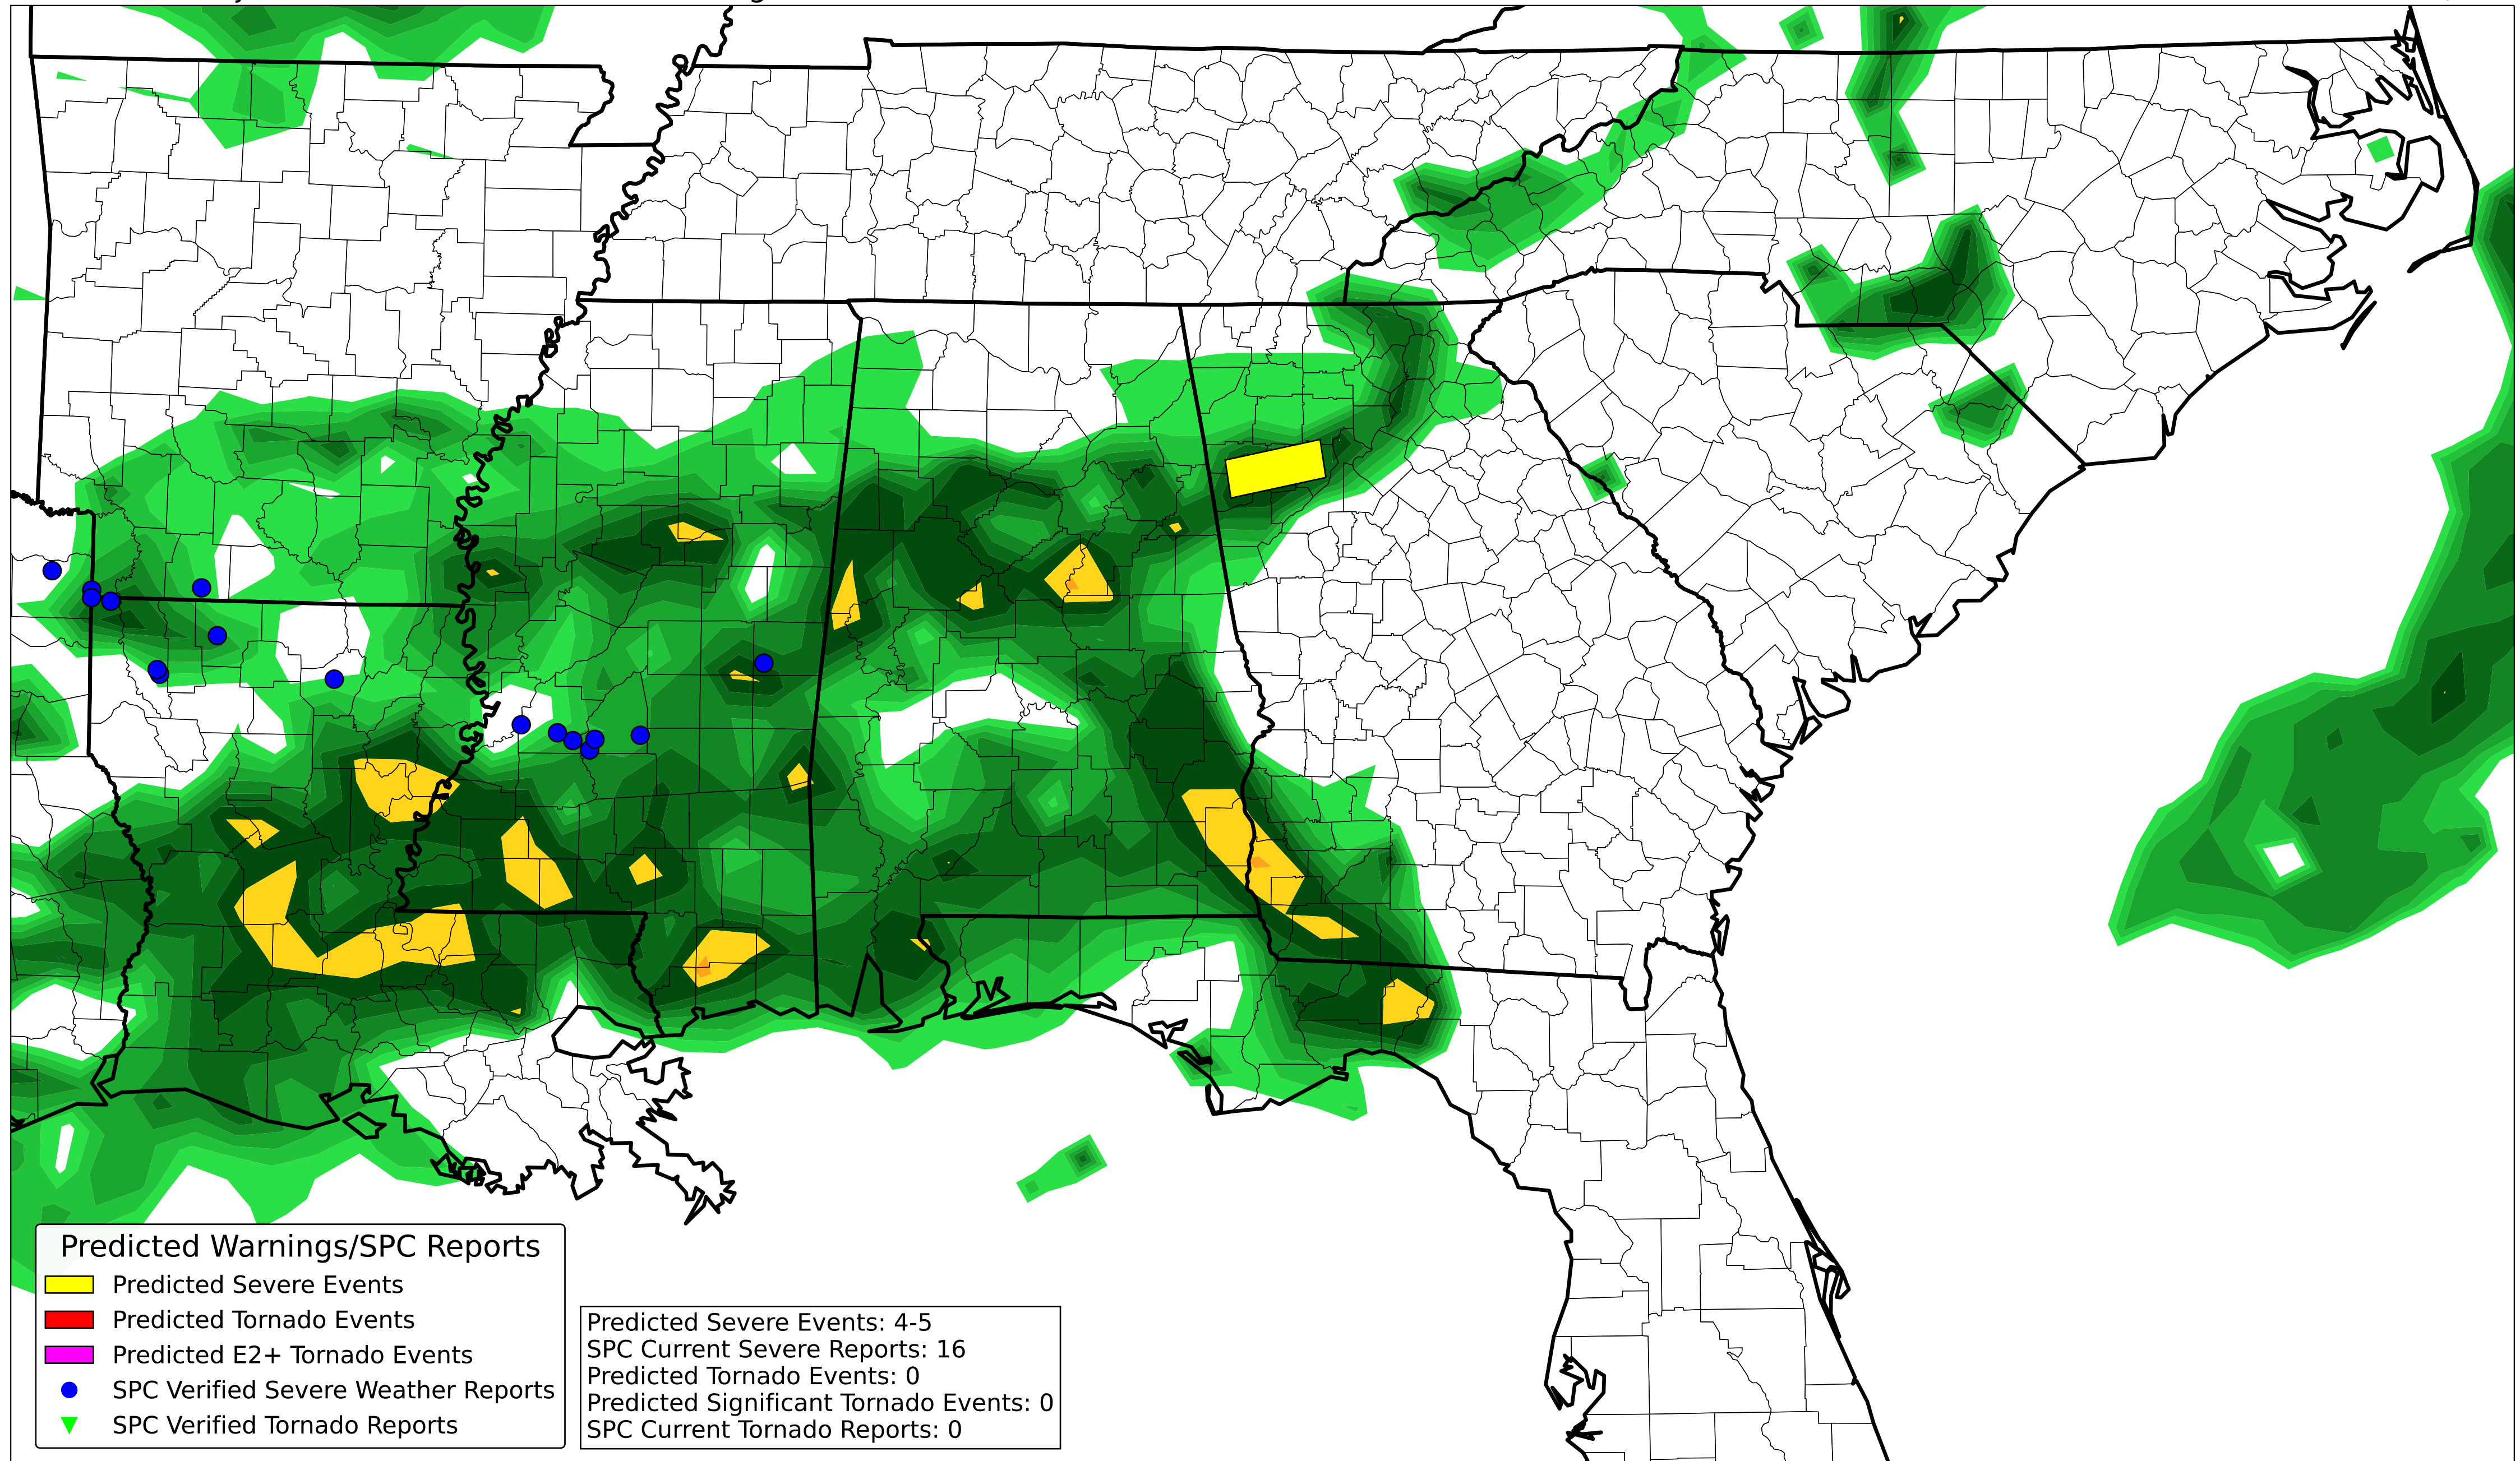 Predicted Warnings/SPC Reports
Predicted Severe Events
Predicted Tornado Events
Predicted E2+ Tornado Events
SPC Verified Severe Weather Reports
SPC Verified Tornado Reports
Predicted Severe Events: 4-5
SPC Current Severe Reports: 16
Predicted Tornado Events: 0
Predicted Significant Tornado Events: 0
SPC Current Tornado Reports: 0